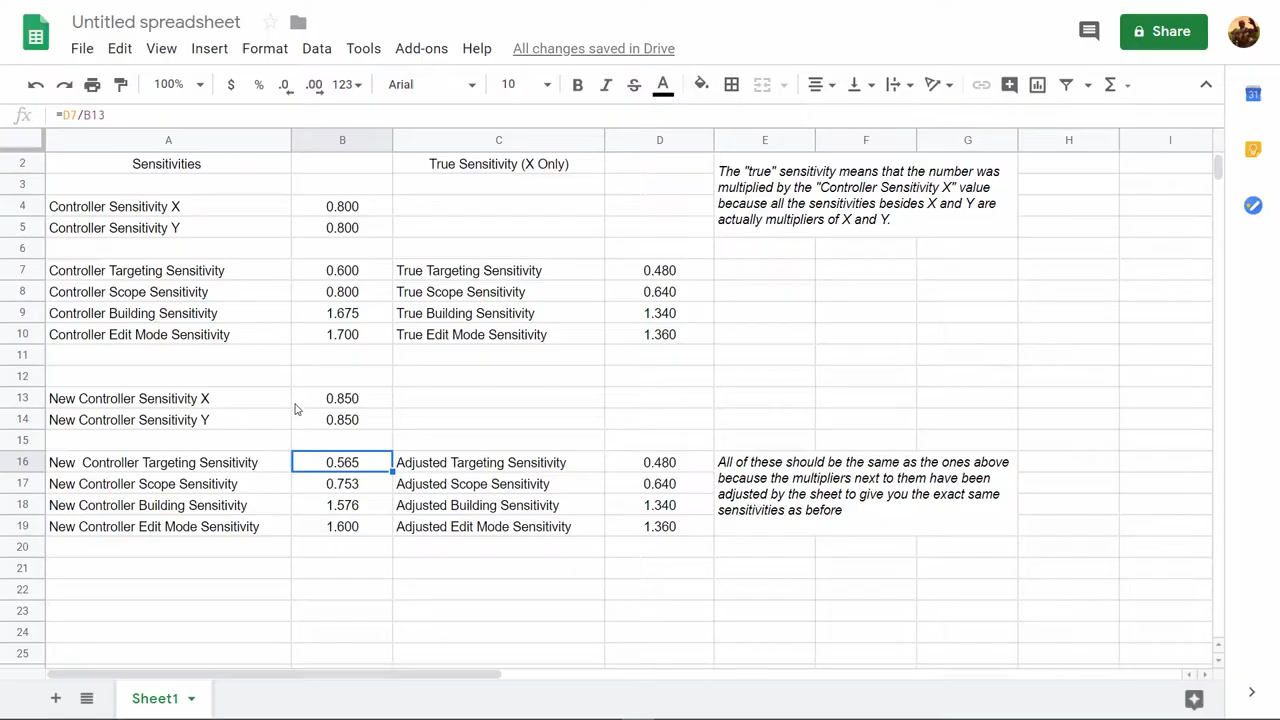 Untitled spreadsheet
Share
File Edit View Insert Format Data Tools Add-ons Help All changes saved in Drive
100% $ % .0 .00 123 Arial 10 B I S A Σ
fx =D7/B13
31
A B C D E F G H I
2 Sensitivities True Sensitivity (X Only)
The "true" sensitivity means that the number was
multiplied by the "Controller Sensitivity X" value
because all the sensitivities besides X and Y are
actually multipliers of X and Y.
3
4 Controller Sensitivity X 0.800
5 Controller Sensitivity Y 0.800
6
7 Controller Targeting Sensitivity 0.600 True Targeting Sensitivity 0.480
8 Controller Scope Sensitivity 0.800 True Scope Sensitivity 0.640
9 Controller Building Sensitivity 1.675 True Building Sensitivity 1.340
10 Controller Edit Mode Sensitivity 1.700 True Edit Mode Sensitivity 1.360
11
12
13 New Controller Sensitivity X 0.850
14 New Controller Sensitivity Y 0.850
15
16 New  Controller Targeting Sensitivity 0.565 Adjusted Targeting Sensitivity 0.480
17 New Controller Scope Sensitivity 0.753 Adjusted Scope Sensitivity 0.640
18 New Controller Building Sensitivity 1.576 Adjusted Building Sensitivity 1.340
19 New Controller Edit Mode Sensitivity 1.600 Adjusted Edit Mode Sensitivity 1.360
All of these should be the same as the ones above
because the multipliers next to them have been
adjusted by the sheet to give you the exact same
sensitivities as before
20
21
22
23
24
25
Sheet1